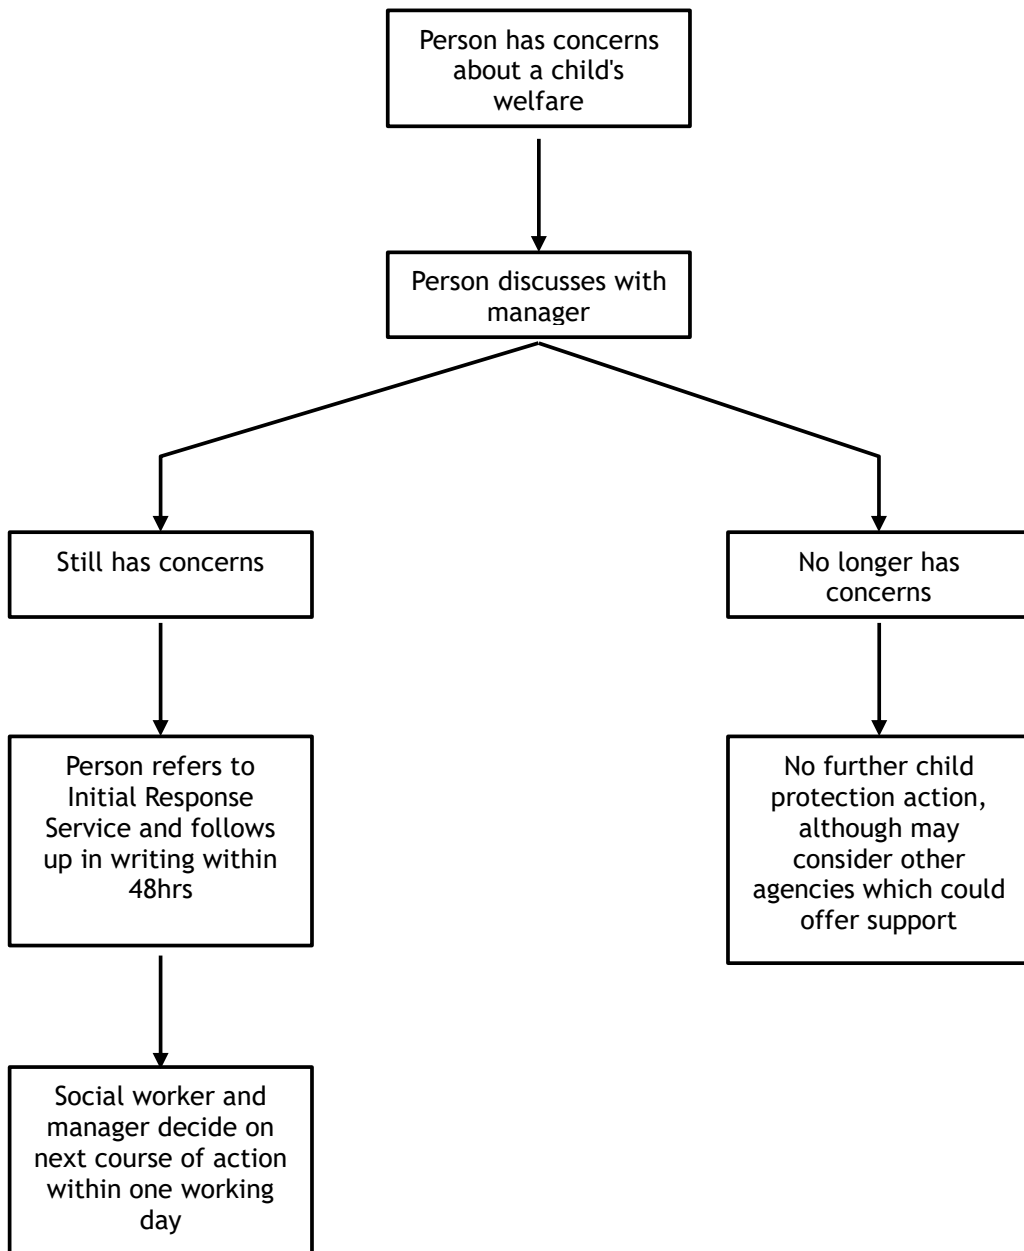 Person has concerns
about a child's
welfare
Person discusses with
manager
Still has concerns
No longer has
concerns
Person refers to
Initial Response
Service and follows
up in writing within
48hrs
No further child
protection action,
although may
consider other
agencies which could
offer support
Social worker and
manager decide on
next course of action
within one working
day